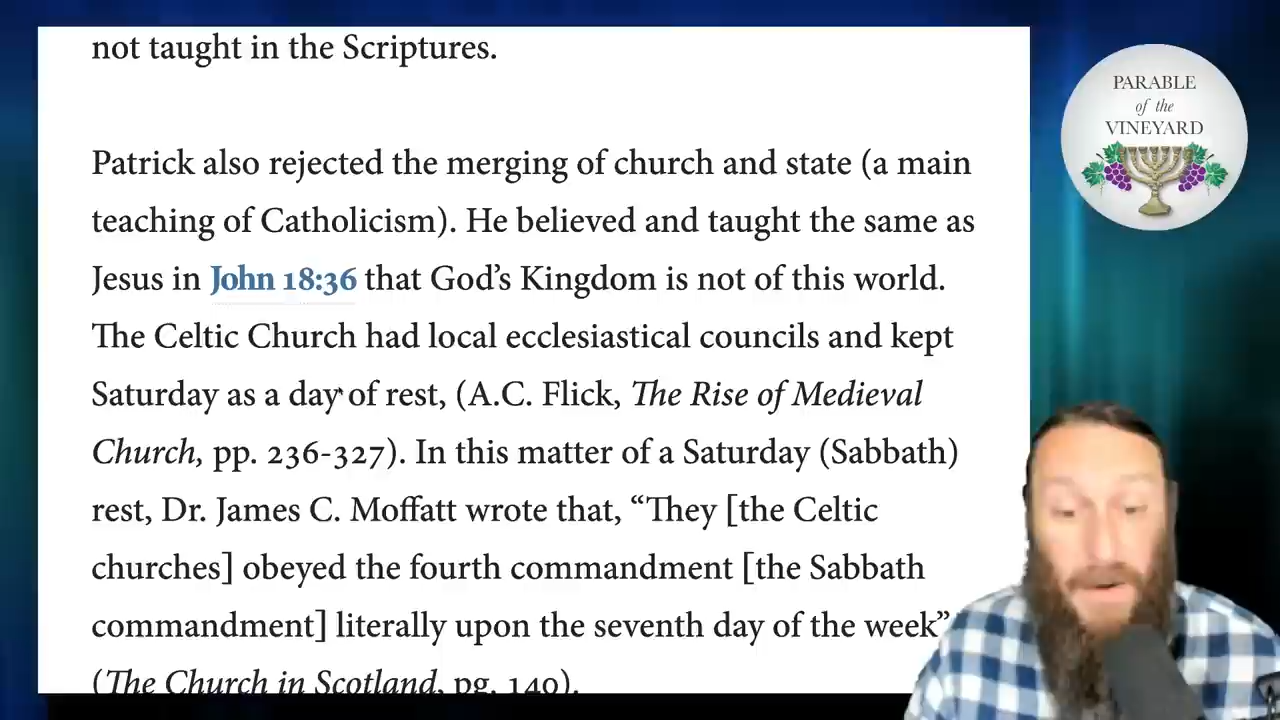 not taught in the Scriptures.
Patrick also rejected the merging of church and state (a main
teaching of Catholicism). He believed and taught the same as
Jesus in John 18:36 that God’s Kingdom is not of this world.
The Celtic Church had local ecclesiastical councils and kept
Saturday as a day of rest, (A.C. Flick, The Rise of Medieval
Church, pp. 236-327). In this matter of a Saturday (Sabbath)
rest, Dr. James C. Moffatt wrote that, “They [the Celtic
churches] obeyed the fourth commandment [the Sabbath
commandment] literally upon the seventh day of the week”
(The Church in Scotland, pg. 140).
PARABLE
of the
VINEYARD